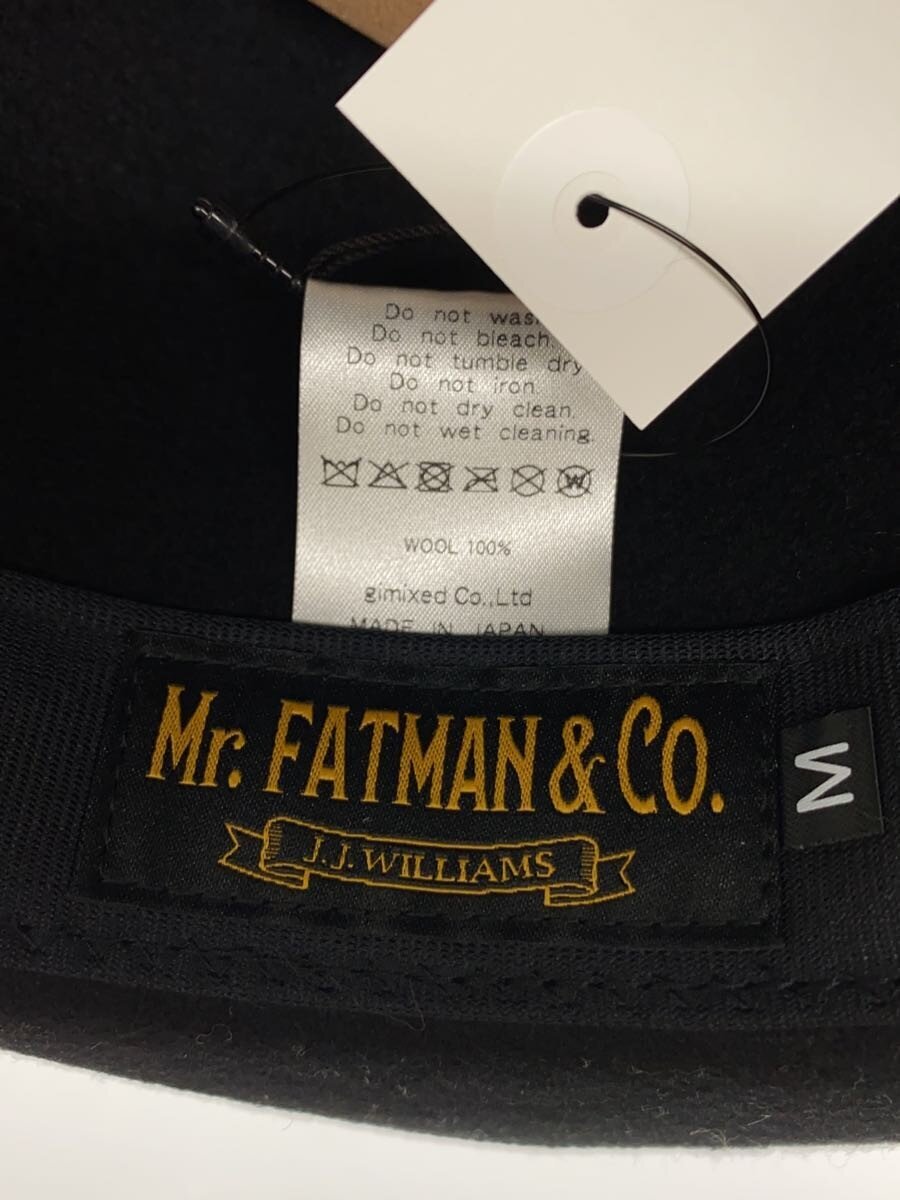 Do not wash
Do not bleach.
Do not tumble dry
Do not iron.
Do not dry clean.
Do not wet cleaning.
W
WOOL 100%
gimixed Co.,Ltd
MADE IN JAPAN
Mr. FATMAN & CO.
J.J. WILLIAMS
M